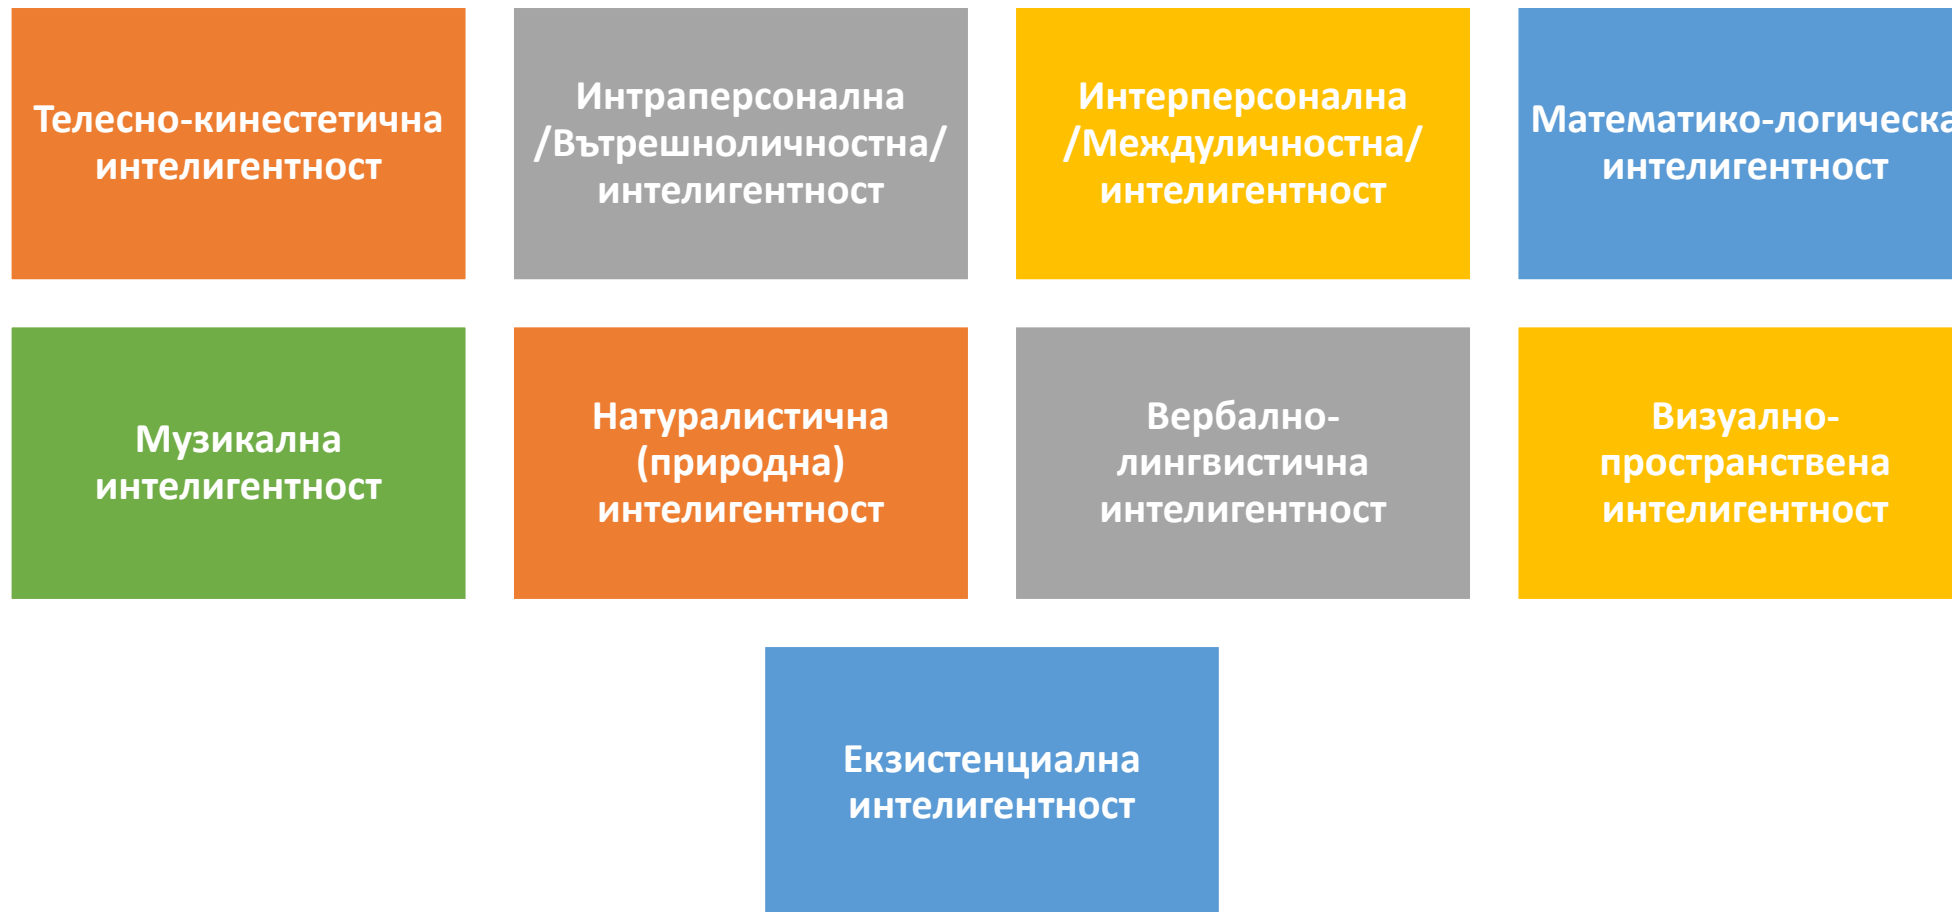 Телесно-кинестетична
интелигентност
Интраперсонална
/Вътрешноличностна/
интелигентност
Интерперсонална
/Междуличностна/
интелигентност
Математико-логическа
интелигентност
Музикална
интелигентност
Натуралистична
(природна)
интелигентност
Вербално-
лингвистична
интелигентност
Визуално-
пространствена
интелигентност
Екзистенциална
интелигентност